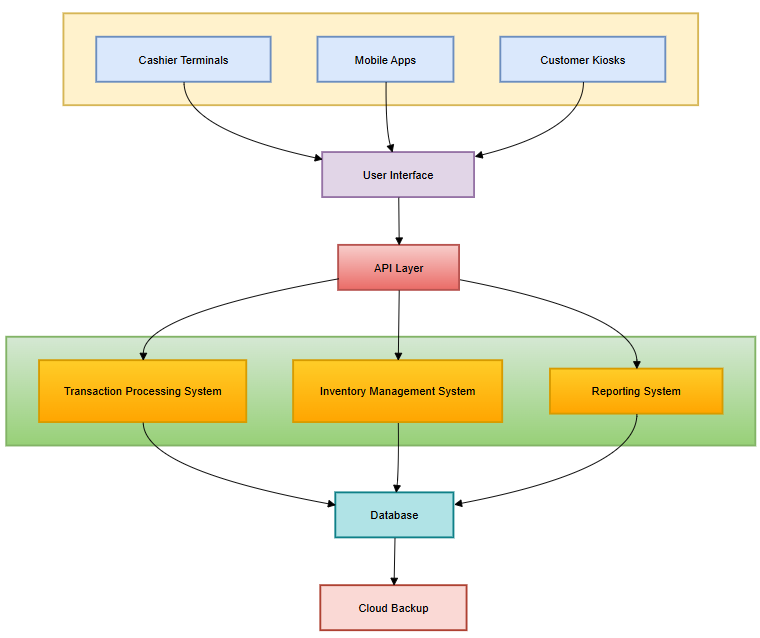 Cashier Terminals
Mobile Apps
Customer Kiosks
User Interface
API Layer
Transaction Processing System
Inventory Management System
Reporting System
Database
Cloud Backup